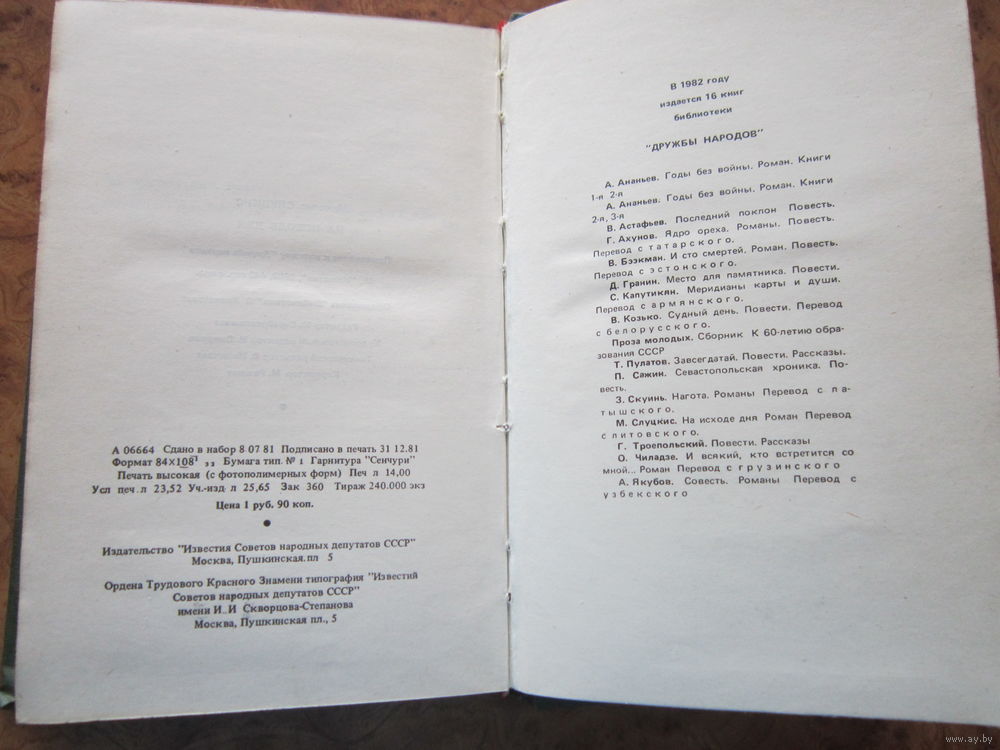 А 06664 Сдано в набор 8 07 81 Подписано в печать 31 12.81
Формат 84Х108¹ ₃₂ Бумага тип. № 1 Гарнитура "Сенчури"
Печать высокая (с фотополимерных форм) Печ л 14,00
Усл печ.л 23,52 Уч.-изд л 25,65 Зак 360 Тираж 240.000 экз
Цена 1 руб. 90 коп.
Издательство "Известия Советов народных депутатов СССР"
Москва, Пушкинская.пл 5
Ордена Трудового Красного Знамени типография "Известий
Советов народных депутатов СССР"
имени И. И Скворцова-Степанова
Москва, Пушкинская пл., 5
В 1982 году
издается 16 книг
библиотеки
"ДРУЖБЫ НАРОДОВ"
А. Ананьев. Годы без войны. Роман. Книги
1-я 2-я
А. Ананьев. Годы без войны. Роман. Книги
2-я, 3-я
В. Астафьев. Последний поклон Повесть.
Г. Ахунов. Ядро ореха. Романы. Повесть.
Перевод с татарского.
В. Бээкман. И сто смертей. Роман. Повесть.
Перевод с эстонского.
Д. Гранин. Место для памятника. Повести.
С. Капутикян. Меридианы карты и души.
Перевод с армянского.
В. Козько. Судный день. Повести. Перевод
с белорусского.
Проза молодых. Сборник К 60-летию обра-
зования СССР
Т. Пулатов. Завсегдатай. Повести. Рассказы.
П. Сажин. Севастопольская хроника. По-
весть.
З. Скуинь. Нагота. Романы Перевод с ла-
тышского.
М. Слуцкис. На исходе дня Роман Перевод
с литовского.
Г. Троепольский. Повести. Рассказы
О. Чиладзе. И всякий, кто встретится со
мной... Роман Перевод с грузинского
А. Якубов. Совесть. Романы Перевод с
узбекского
www.ay.by